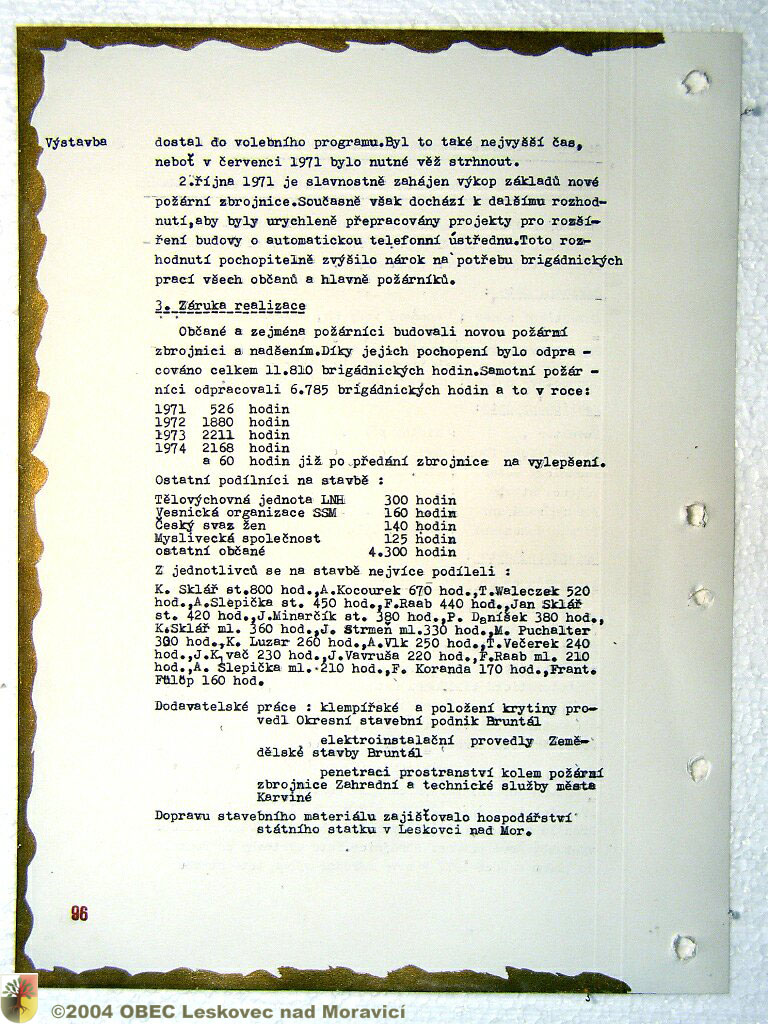 Výstavba
dostal do volebního programu.Byl to také nejvyšší čas,
neboť v červenci 1971 bylo nutné věž strhnout.
2.října 1971 je slavnostně zahájen výkop základů nové
požární zbrojnice.Současně však dochází k dalšímu rozhod-
nutí,aby byly urychleně přepracovány projekty pro rozší-
ření budovy o automatickou telefonní ústřednu.Toto roz-
hodnutí pochopitelně zvýšilo nárok na potřebu brigádnických
prací všech občanů a hlavně požárníků.
3. Záruka realizace
Občané a zejména požárníci budovali novou požární
zbrojnici s nadšením.Díky jejich pochopení bylo odpra -
cováno celkem 11.810 brigádnických hodin.Samotní požár -
níci odpracovali 6.785 brigádnických hodin a to v roce:
1971 526 hodin
1972 1880 hodin
1973 2211 hodin
1974 2168 hodin
a 60 hodin již po předání zbrojnice na vylepšení.
Ostatní podílníci na stavbě :
Tělovýchovná jednota LNM 300 hodin
Vesnická organizace SSM 160 hodin
Český svaz žen 140 hodin
Myslivecká společnost 125 hodin
ostatní občané 4.300 hodin
Z jednotlivců se na stavbě nejvíce podíleli :
K. Sklář st.800 hod.,A.Kocourek 670 hod.,T.Waleczek 520
hod.,A.Slepička st. 450 hod.,F.Raab 440 hod.,Jan Sklář
st. 420 hod.,J.Minarčík st. 380 hod.,P. Daníšek 380 hod.,
K.Sklář ml. 360 hod.,J. Strmeň ml.330 hod.,M. Puchalter
300 hod.,K. Luzar 260 hod.,A.Vlk 250 hod.,T.Večerek 240
hod.,J.Kovač 230 hod.,J.Vavruša 220 hod.,F.Raab ml. 210
hod.,A. Slepička ml. 210 hod.,F. Koranda 170 hod.,Frant.
Fülöp 160 hod.
Dodavatelské práce : klempířské a položení krytiny pro-
vedl Okresní stavební podnik Bruntál
elektroinstalační provedly Země-
dělské stavby Bruntál
penetraci prostranství kolem požární
zbrojnice Zahradní a technické služby města
Karviné
Dopravu stavebního materiálu zajišťovalo hospodářství
státního statku v Leskovci nad Mor.
96
©2004 OBEC Leskovec nad Moravicí